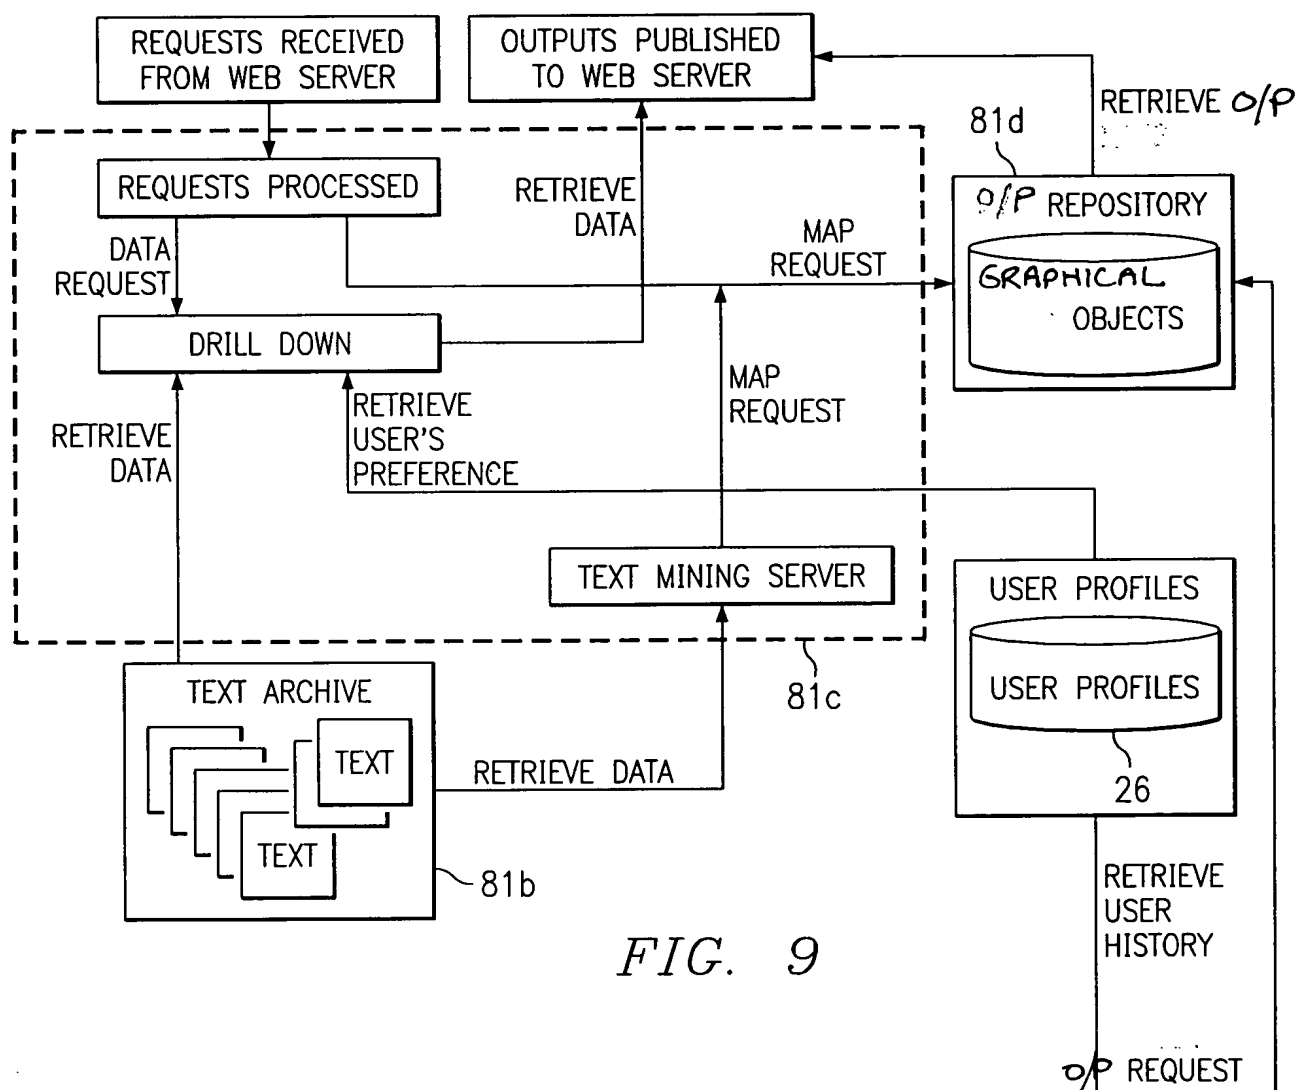 REQUESTS RECEIVED
FROM WEB SERVER
OUTPUTS PUBLISHED
TO WEB SERVER
RETRIEVE O/P
81d
REQUESTS PROCESSED
RETRIEVE
DATA
O/P REPOSITORY
GRAPHICAL
OBJECTS
DATA
REQUEST
MAP
REQUEST
DRILL DOWN
MAP
REQUEST
RETRIEVE
USER'S
PREFERENCE
RETRIEVE
DATA
TEXT MINING SERVER
USER PROFILES
USER PROFILES
26
81c
TEXT ARCHIVE
TEXT
TEXT
RETRIEVE DATA
81b
RETRIEVE
USER
HISTORY
FIG. 9
O/P REQUEST